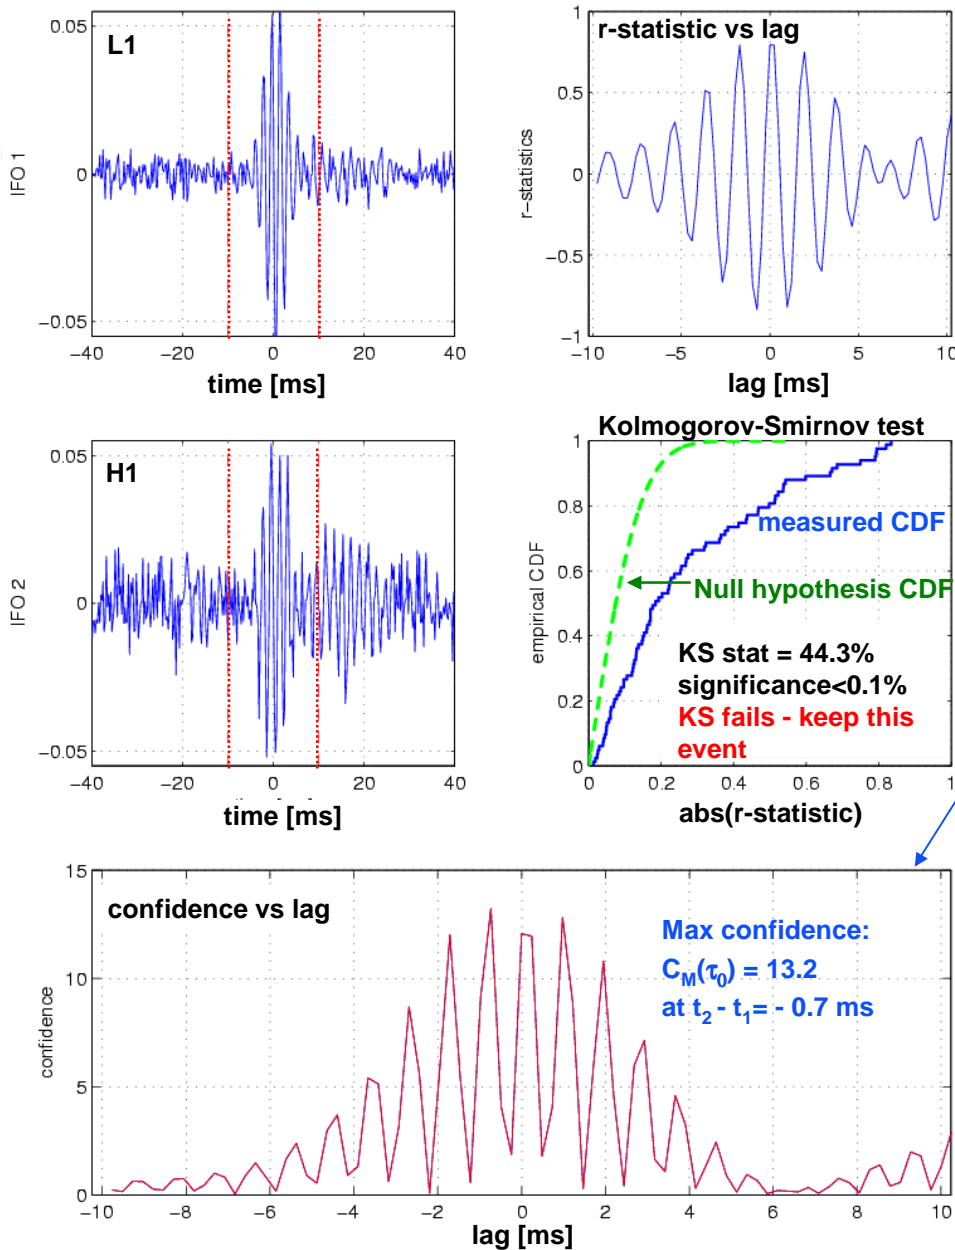 L1
0.05
0
−0.05
IFO 1
−40
−20
0
20
40
time [ms]
r-statistic vs lag
1
0.5
0
−0.5
−1
r−statistics
−10
−5
0
5
10
lag [ms]
H1
0.05
0
−0.05
IFO 2
−40
−20
0
20
40
time [ms]
Kolmogorov-Smirnov test
1
0.8
0.6
0.4
0.2
0
empirical CDF
measured CDF
Null hypothesis CDF
KS stat = 44.3%
significance<0.1%
KS fails - keep this
event
0
0.2
0.4
0.6
0.8
1
abs(r-statistic)
confidence vs lag
15
10
5
0
confidence
Max confidence:
C_M(τ_0) = 13.2
at t_2 - t_1= - 0.7 ms
−10
−8
−6
−4
−2
0
2
4
6
8
10
lag [ms]